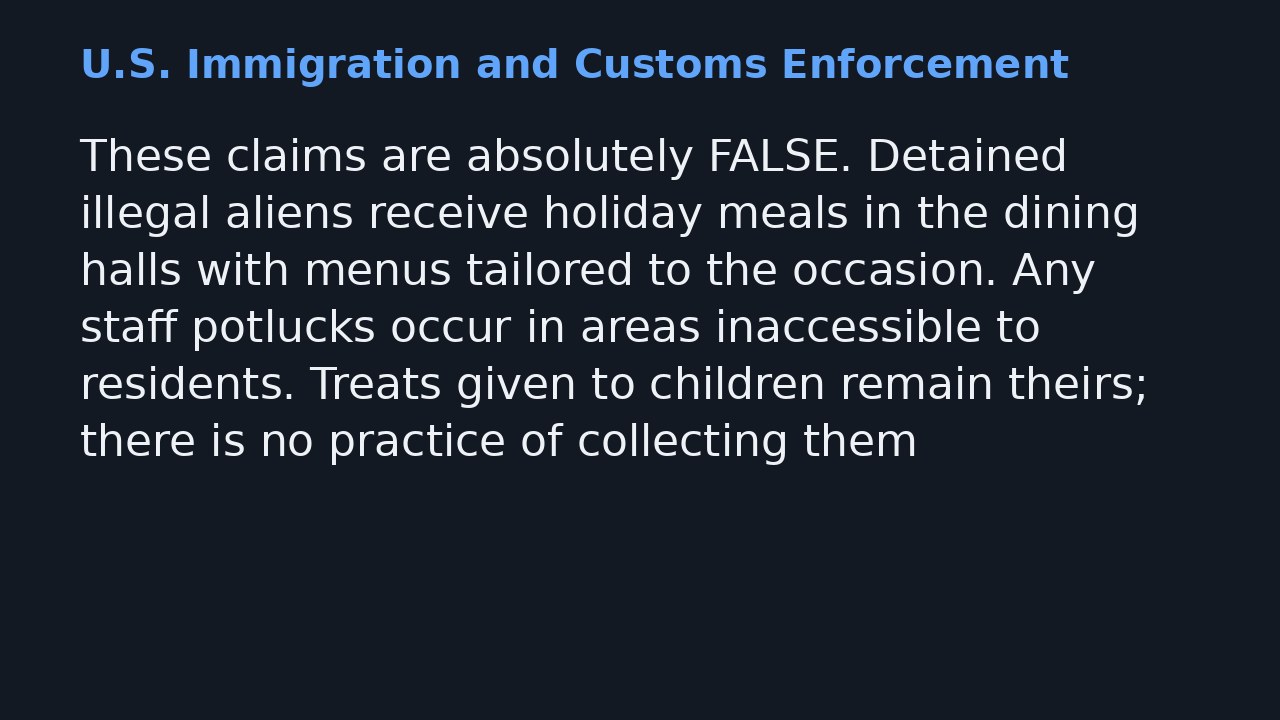 U.S. Immigration and Customs Enforcement
These claims are absolutely FALSE. Detained
illegal aliens receive holiday meals in the dining
halls with menus tailored to the occasion. Any
staff potlucks occur in areas inaccessible to
residents. Treats given to children remain theirs;
there is no practice of collecting them